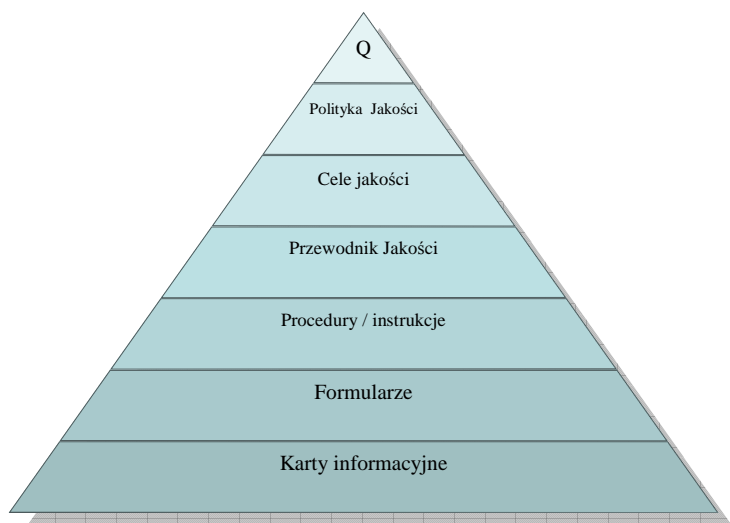 Q
Polityka Jakości
Cele jakości
Przewodnik Jakości
Procedury / instrukcje
Formularze
Karty informacyjne